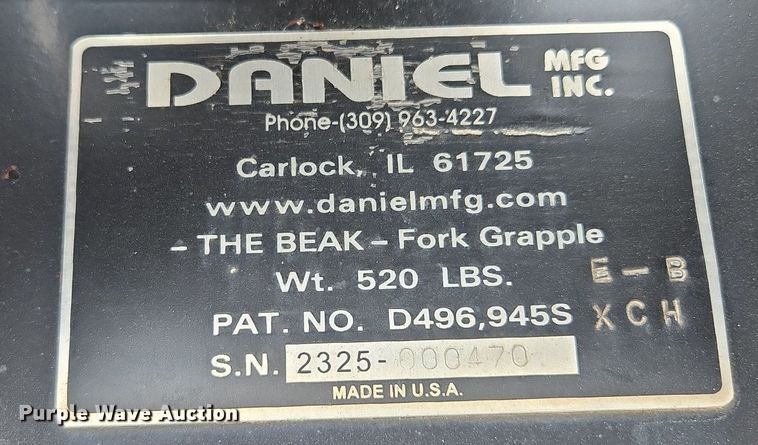 DANIEL MFG INC.
Phone-(309) 963-4227
Carlock, IL 61725
www.danielmfg.com
- THE BEAK - Fork Grapple
Wt. 520 LBS. E-B
PAT. NO. D496,945S XCH
S.N. 2325-000470
MADE IN U.S.A.
Purple Wave Auction